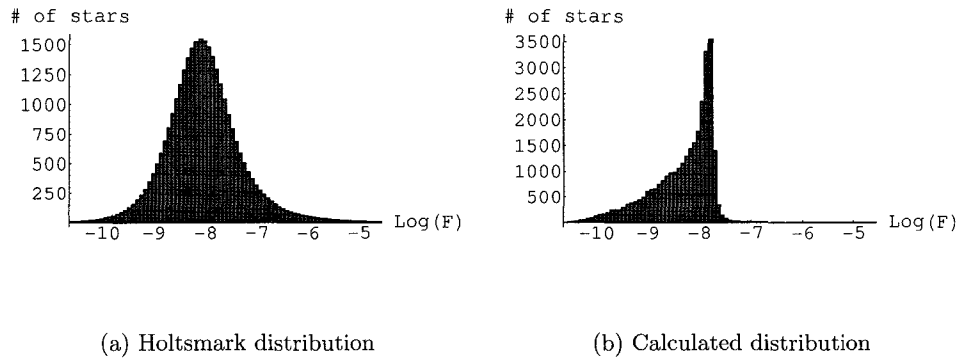 # of stars
1500
1250
1000
750
500
250
-10 -9 -8 -7 -6 -5 Log(F)
(a) Holtsmark distribution
# of stars
3500
3000
2500
2000
1500
1000
500
-10 -9 -8 -7 -6 -5 Log(F)
(b) Calculated distribution